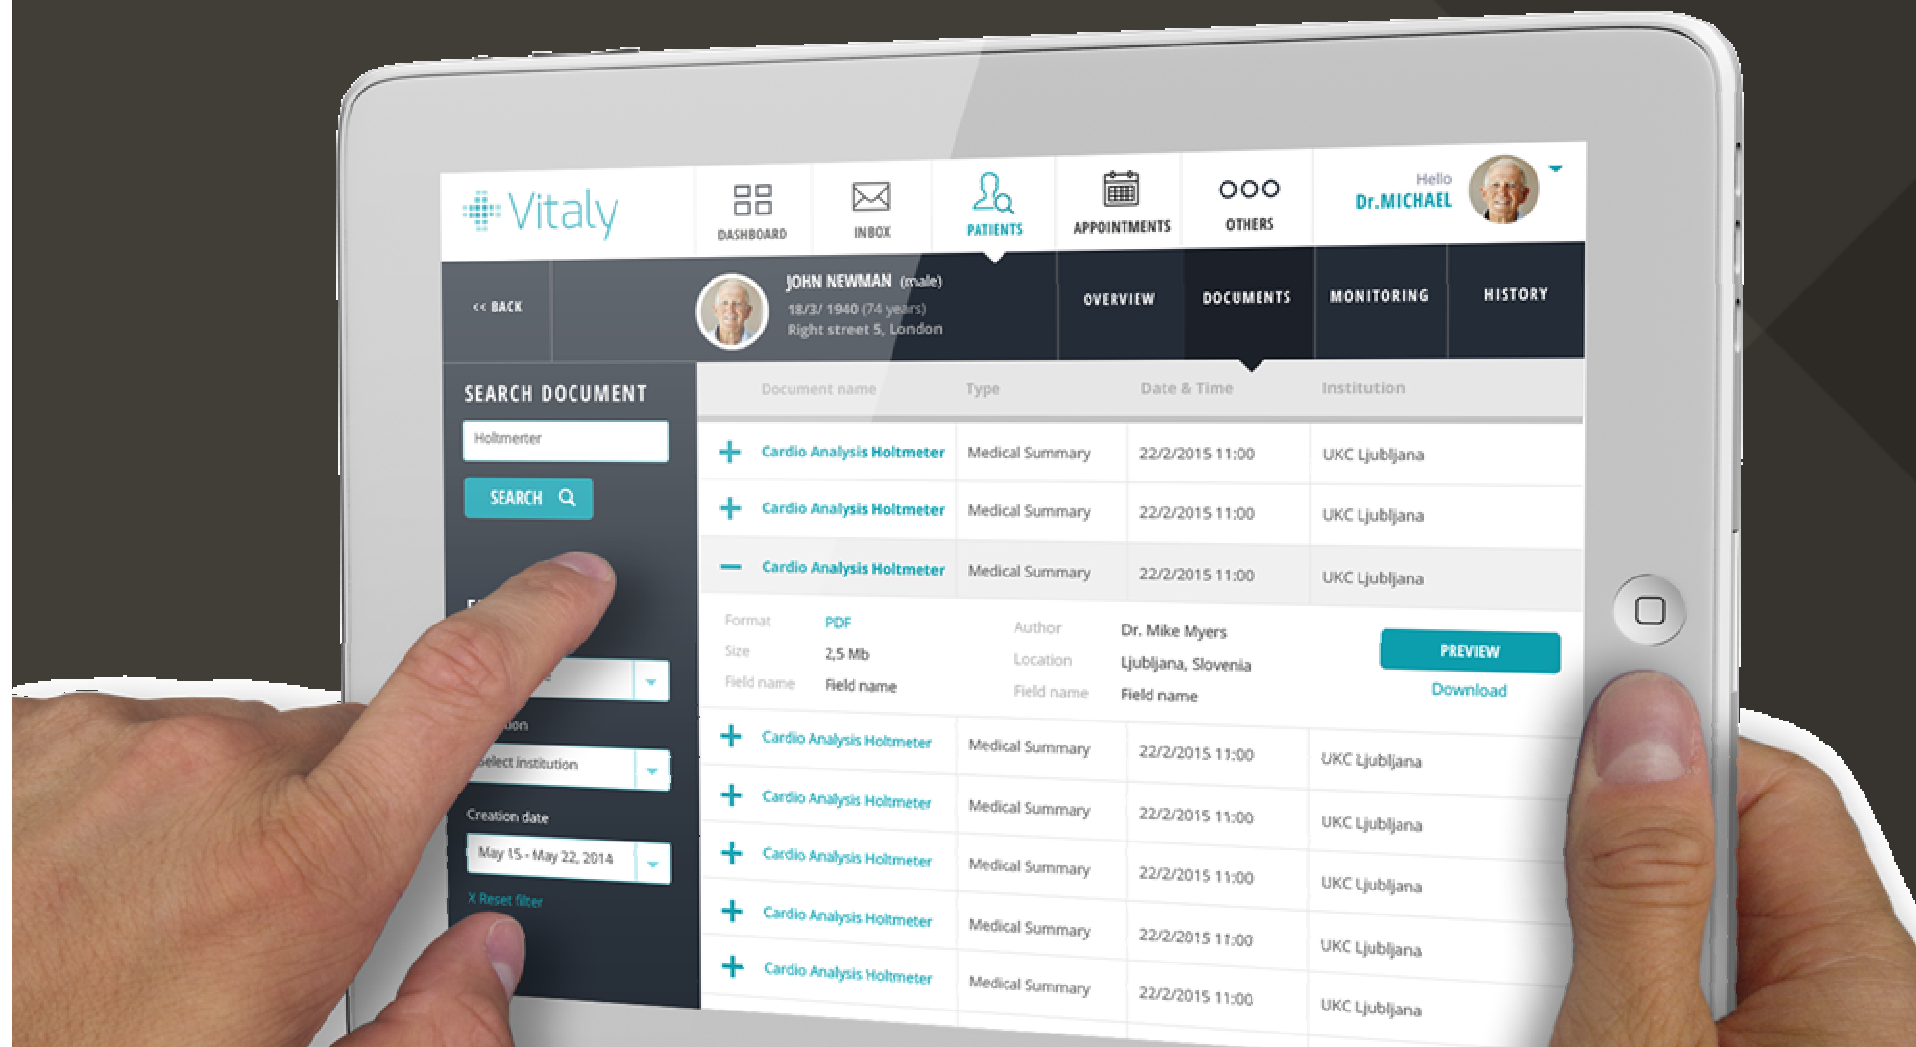 Vitaly
DASHBOARD
INBOX
PATIENTS
APPOINTMENTS
OTHERS
Hello
Dr.MICHAEL
<< BACK
JOHN NEWMAN (male)
18/3/ 1940 (74 years)
Right street 5, London
OVERVIEW
DOCUMENTS
MONITORING
HISTORY
SEARCH DOCUMENT
Holtmerter
SEARCH
Select institution
Creation date
May 15 - May 22, 2014
X Reset filter
Document name Type Date & Time Institution
Cardio Analysis Holtmeter Medical Summary 22/2/2015 11:00 UKC Ljubljana
Cardio Analysis Holtmeter Medical Summary 22/2/2015 11:00 UKC Ljubljana
Cardio Analysis Holtmeter Medical Summary 22/2/2015 11:00 UKC Ljubljana
Format PDF Author Dr. Mike Myers
Size 2,5 Mb Location Ljubljana, Slovenia
Field name Field name Field name Field name
PREVIEW
Download
Cardio Analysis Holtmeter Medical Summary 22/2/2015 11:00 UKC Ljubljana
Cardio Analysis Holtmeter Medical Summary 22/2/2015 11:00 UKC Ljubljana
Cardio Analysis Holtmeter Medical Summary 22/2/2015 11:00 UKC Ljubljana
Cardio Analysis Holtmeter Medical Summary 22/2/2015 11:00 UKC Ljubljana
Cardio Analysis Holtmeter Medical Summary 22/2/2015 11:00 UKC Ljubljana